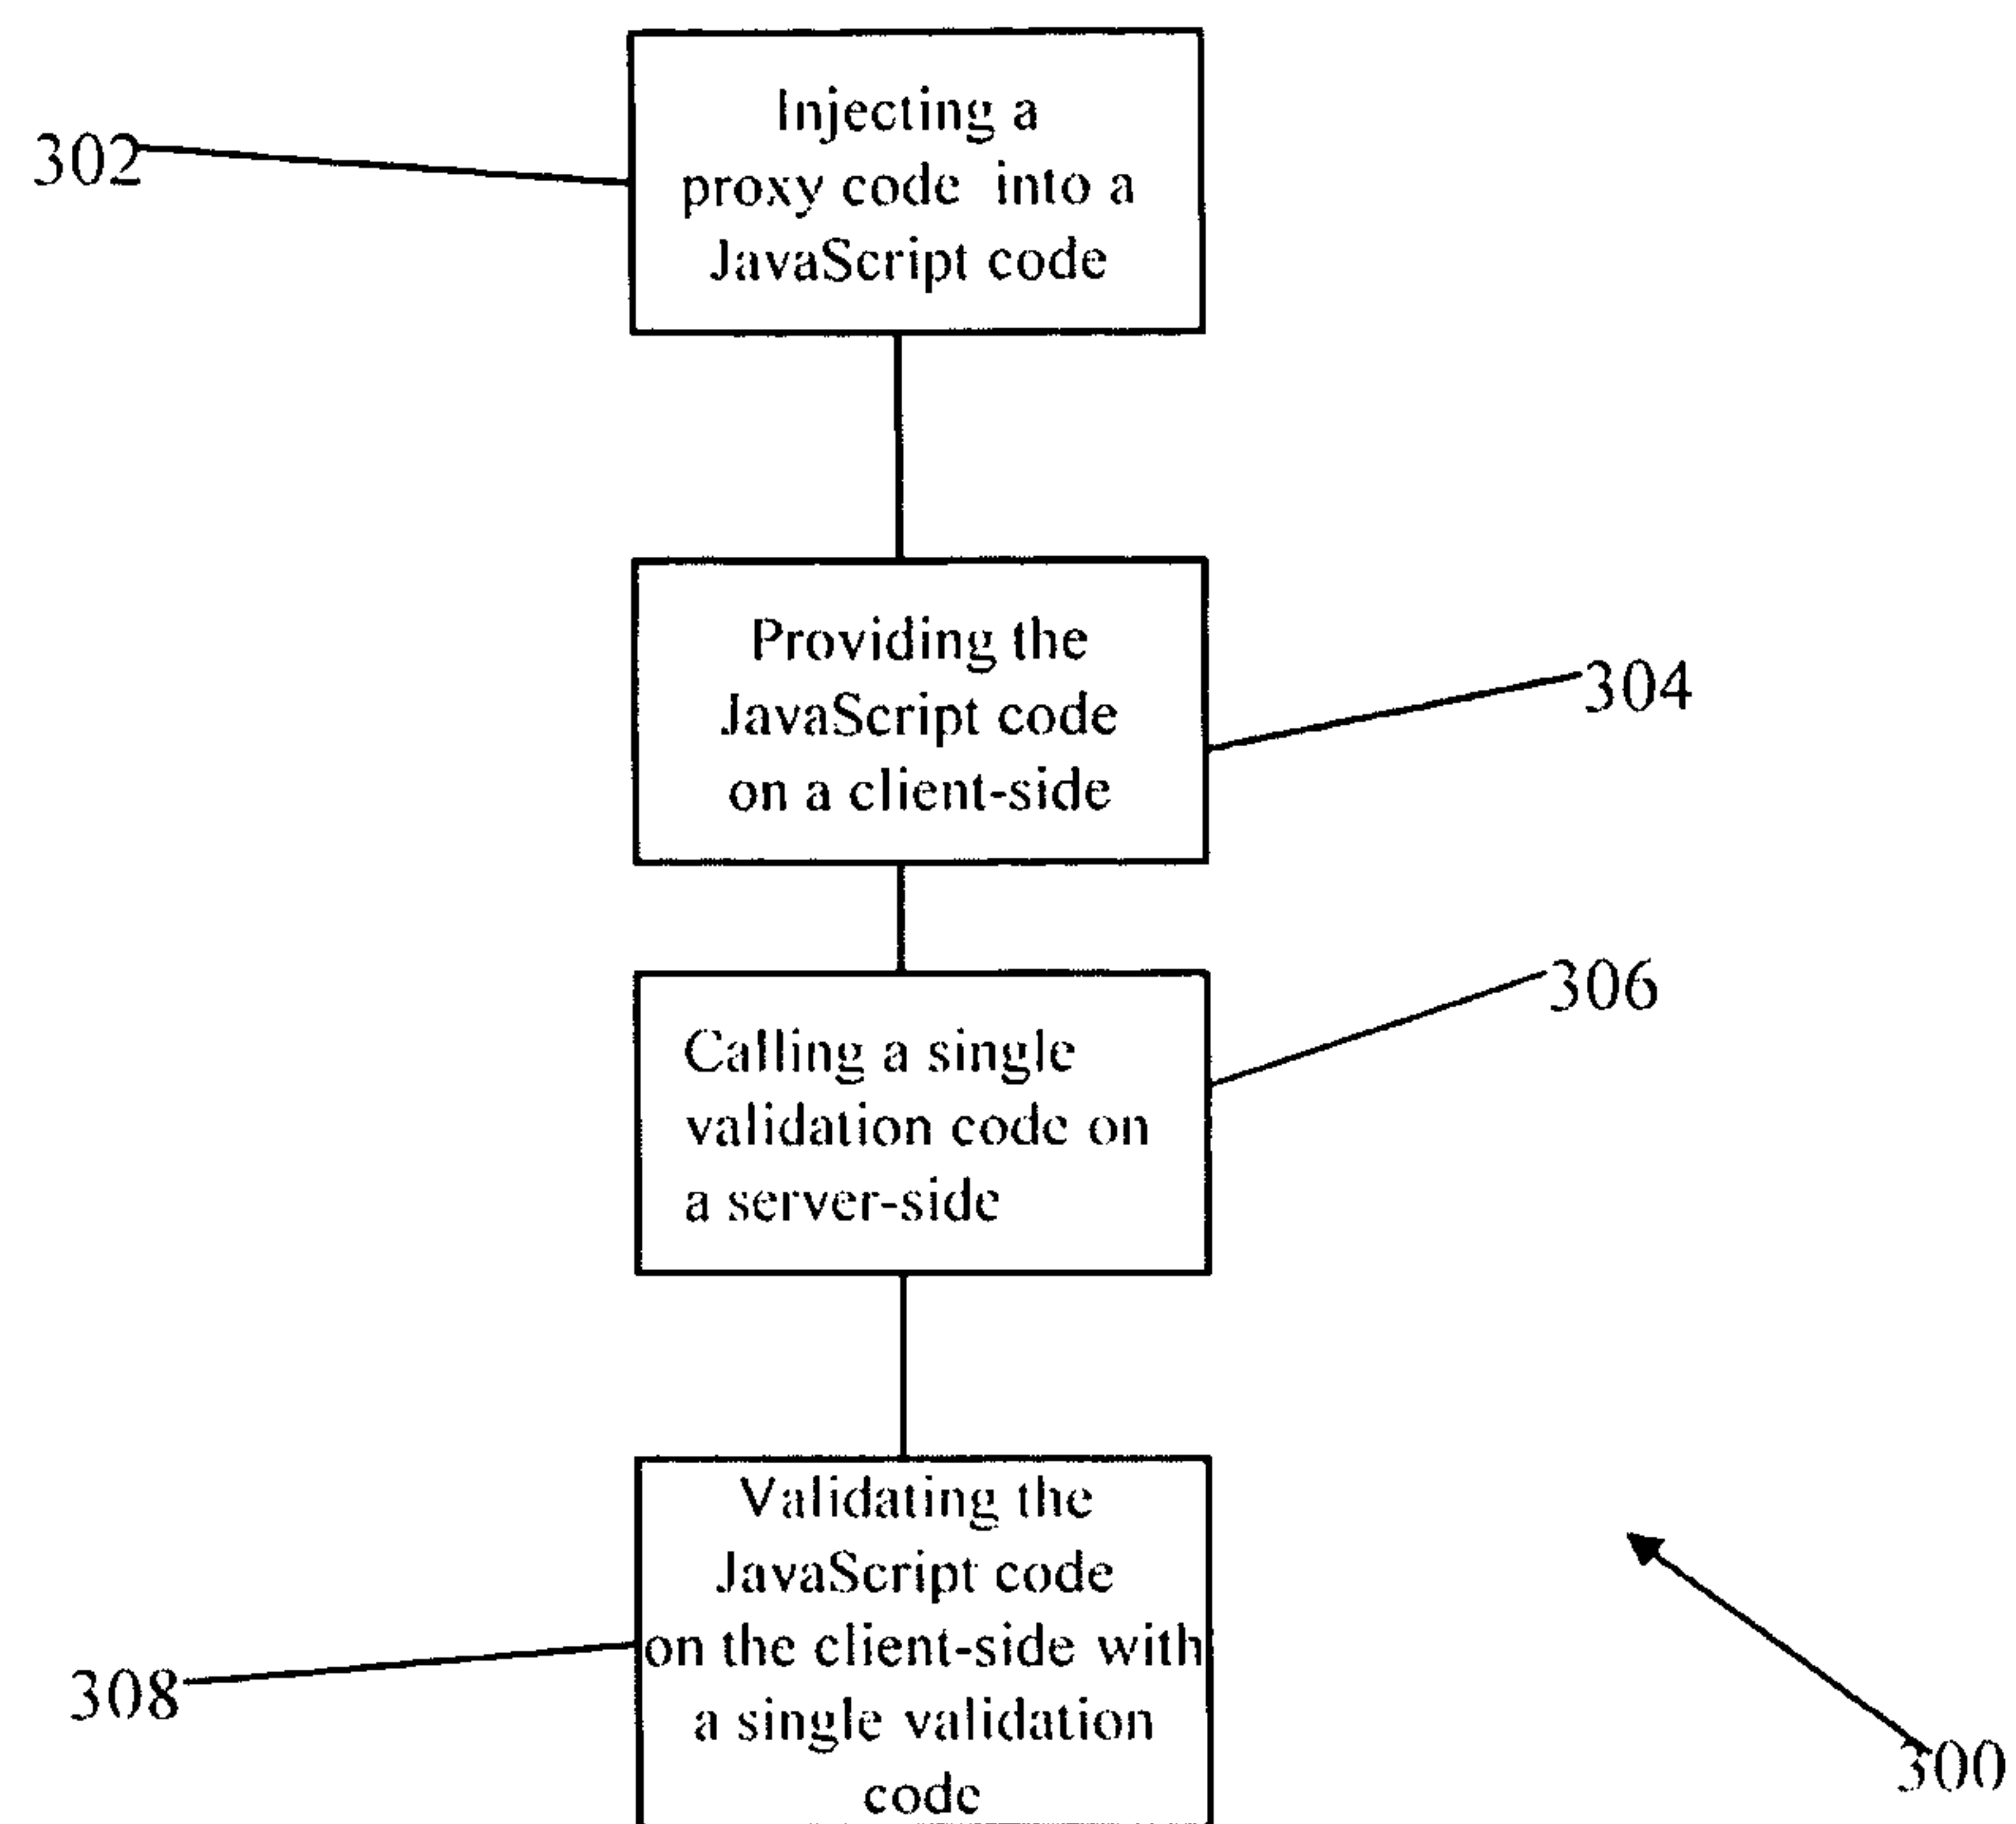 Injecting a
proxy code into a
JavaScript code
302
Providing the
JavaScript code
on a client-side
304
Calling a single
validation code on
a server-side
306
Validating the
JavaScript code
on the client-side with
a single validation
code
308
300